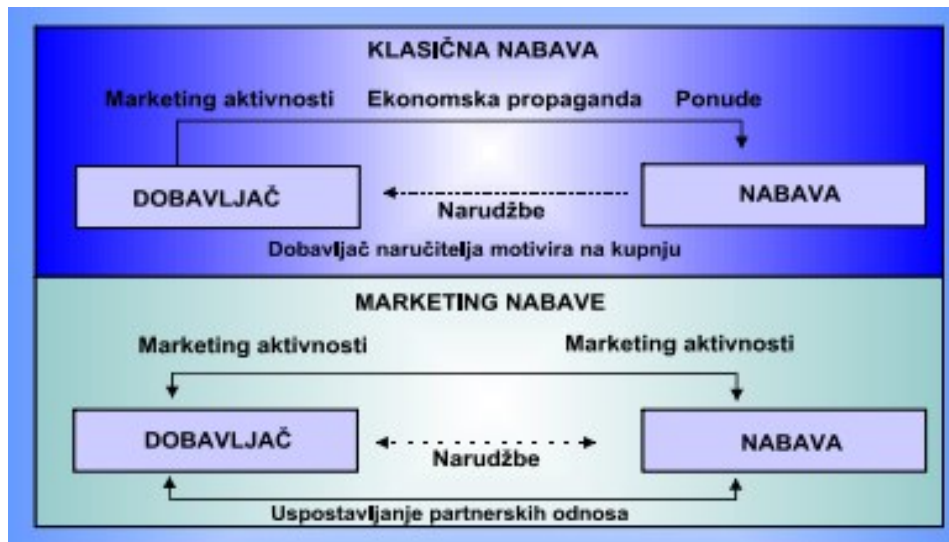 KLASIČNA NABAVA
Marketing aktivnosti Ekonomska propaganda Ponude
DOBAVLJAČ
NABAVA
Narudžbe
Dobavljač naručitelja motivira na kupnju
MARKETING NABAVE
Marketing aktivnosti Marketing aktivnosti
DOBAVLJAČ
NABAVA
Narudžbe
Uspostavljanje partnerskih odnosa